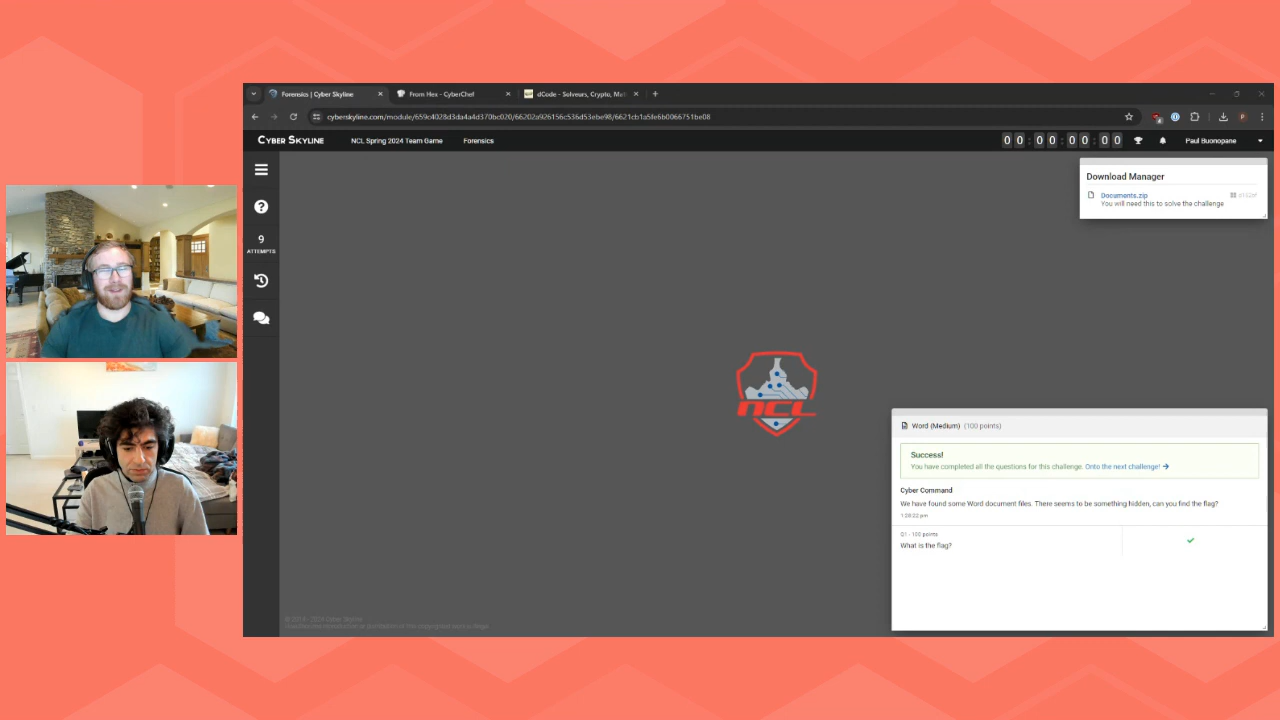 Forensics | Cyber Skyline
From Hex - CyberChef
dCode - Solveurs, Crypto, Mat
cyberskyline.com/module/659c4028d3da4a4d370bc020/66202a926156c536d53ebe98/6621cb1a5fe6b0066751be08
CYBER SKYLINE
NCL Spring 2024 Team Game
Forensics
00:00:00:00
Paul Buonopane
Download Manager
Documents.zip
You will need this to solve the challenge
9
ATTEMPTS
NCL
Word (Medium) (100 points)
Success!
You have completed all the questions for this challenge. Onto the next challenge!
Cyber Command
We have found some Word document files. There seems to be something hidden, can you find the flag?
1:28:22 pm
Q1 - 100 points
What is the flag?